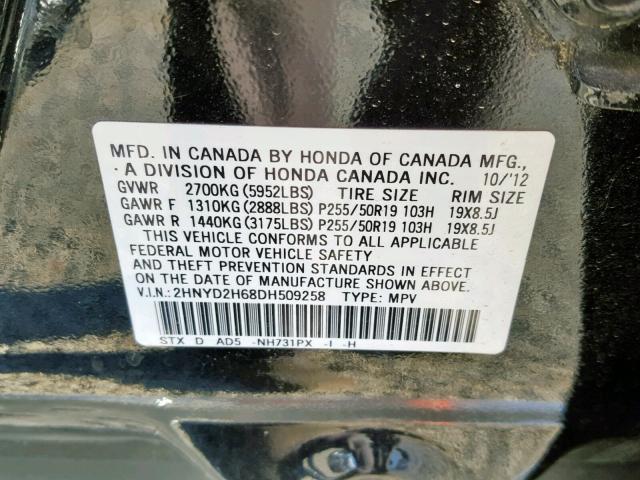 MFD. IN CANADA BY HONDA OF CANADA MFG.,
A DIVISION OF HONDA CANADA INC. 10/'12
GVWR 2700KG (5952LBS) TIRE SIZE RIM SIZE
GAWR F 1310KG (2888LBS) P255/50R19 103H 19X8.5J
GAWR R 1440KG (3175LBS) P255/50R19 103H 19X8.5J
THIS VEHICLE CONFORMS TO ALL APPLICABLE
FEDERAL MOTOR VEHICLE SAFETY
AND THEFT PREVENTION STANDARDS IN EFFECT
ON THE DATE OF MANUFACTURE SHOWN ABOVE.
V.I.N.:2HNYD2H68DH509258 TYPE: MPV
STX D AD5 -NH731PX -I -H